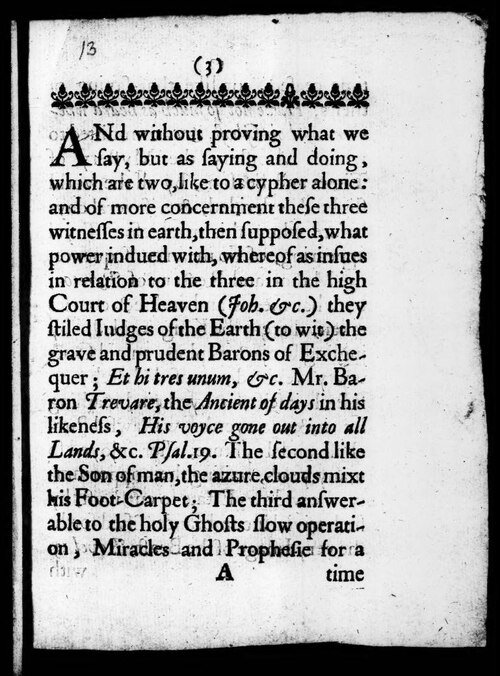 13
(3)
ANd without proving what we
ſay, but as ſaying and doing,
which are two, like to a cypher alone:
and of more concernment theſe three
witneſſes in earth, then ſuppoſed, what
power indued with, whereof as inſues
in relation to the three in the high
Court of Heaven (Joh. &c.) they
ſtiled Iudges of the Earth (to wit) the
grave and prudent Barons of Exche-
quer; Et hi tres unum, &c. Mr. Ba-
ron Trevare, the Ancient of days in his
likeneſs, His voyce gone out into all
Lands, &c. Pſal. 19. The ſecond like
the Son of man, the azure clouds mixt
his Foot-Carpet; The third anſwer-
able to the holy Ghoſts ſlow operati-
on, Miracles and Propheſie for a
A time